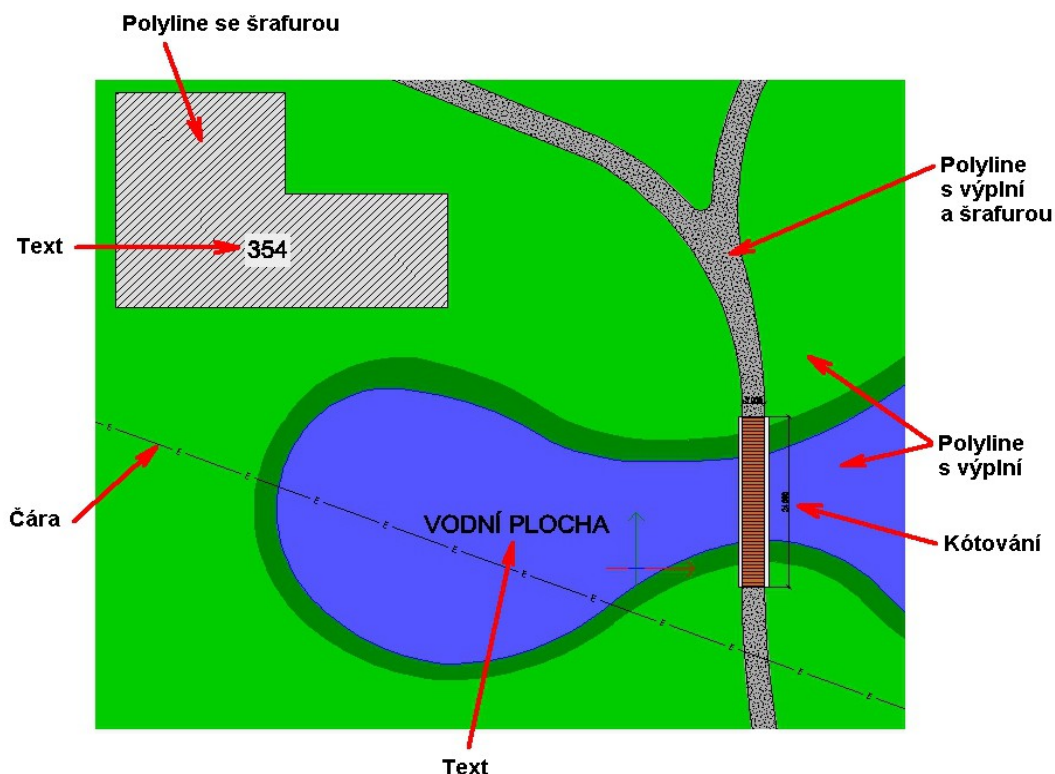 Polyline se šrafurou
Polyline
s výplní
a šrafurou
Text
354
Polyline
s výplní
Čára
VODNÍ PLOCHA
Kótování
Text
E E E E E E E E E E